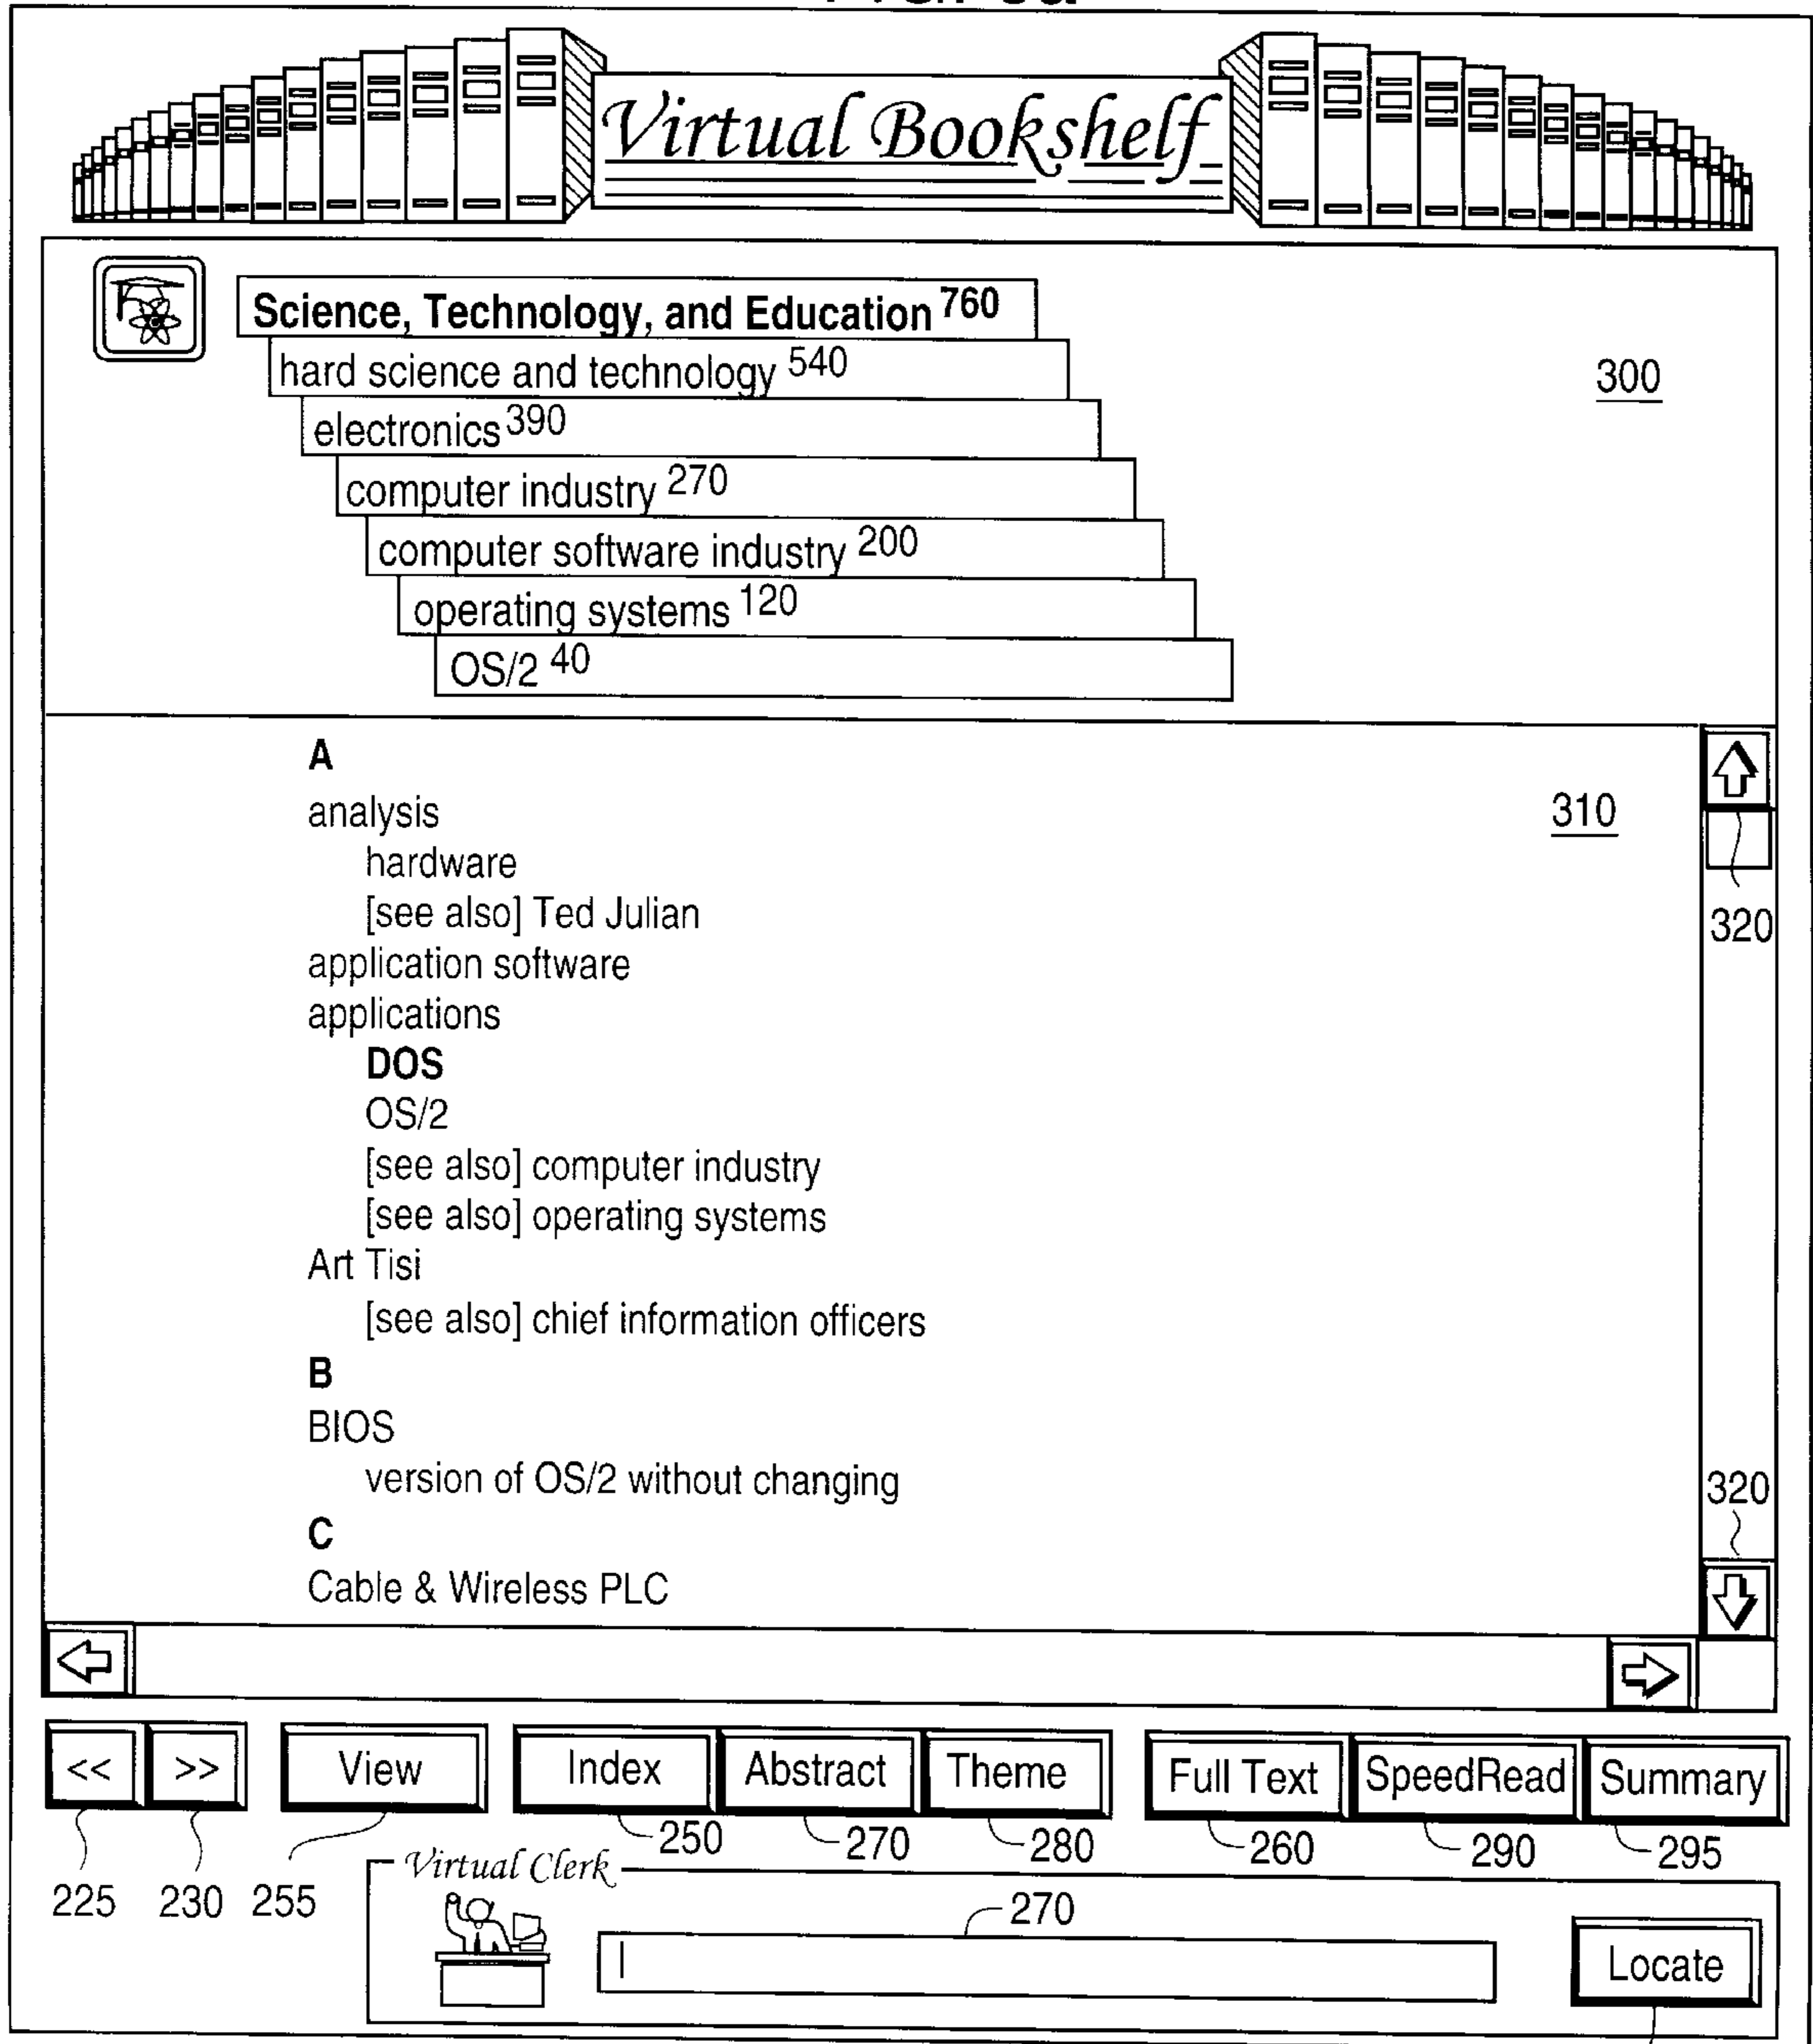 Virtual Bookshelf
Science, Technology, and Education 760
hard science and technology 540
300
electronics 390
computer industry 270
computer software industry 200
operating systems 120
OS/2 40
A
analysis
310
hardware
[see also] Ted Julian
320
application software
applications
DOS
OS/2
[see also] computer industry
[see also] operating systems
Art Tisi
[see also] chief information officers
B
BIOS
version of OS/2 without changing
320
C
Cable & Wireless PLC
<< >> View Index Abstract Theme Full Text SpeedRead Summary
250 270 280 260 290 295
225 230 255
Virtual Clerk
270
Locate